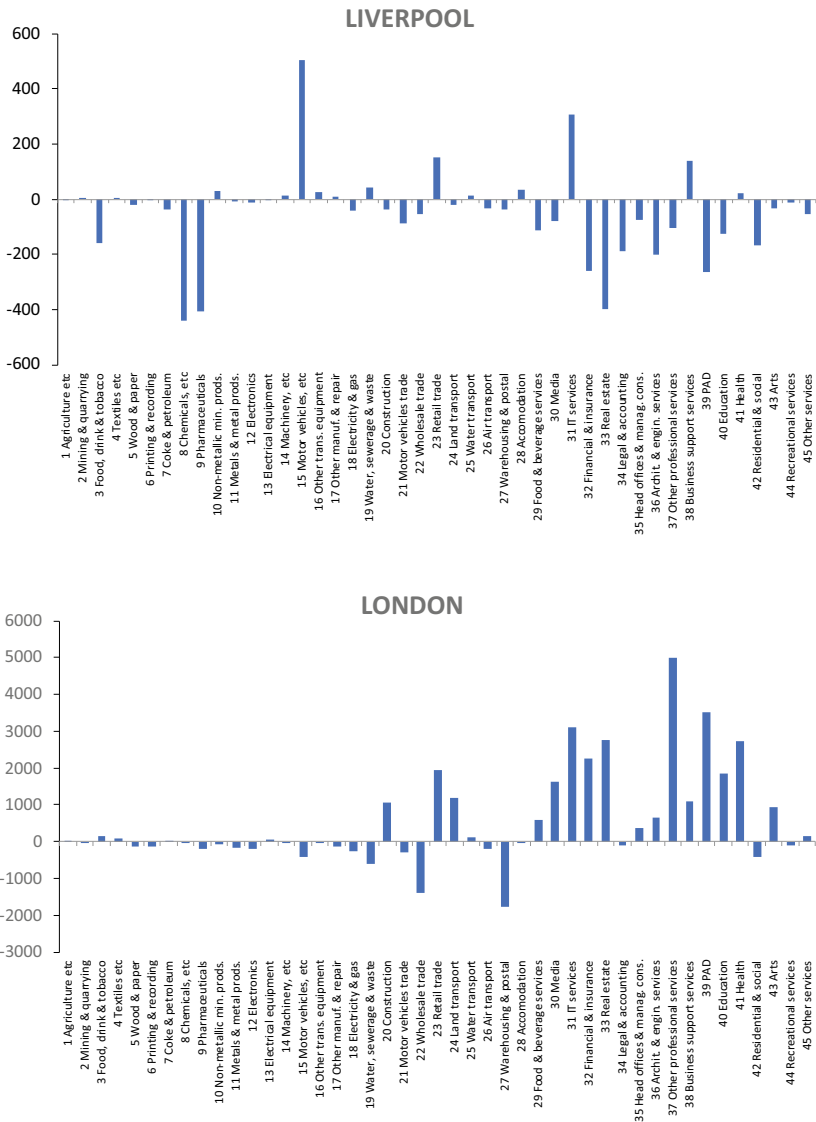 LIVERPOOL
600
400
200
0
-200
-400
-600
1 Agriculture etc
2 Mining & quarrying
3 Food, drink & tobacco
4 Textiles etc
5 Wood & paper
6 Printing & recording
7 Coke & petroleum
8 Chemicals, etc
9 Pharmaceuticals
10 Non-metallic min. prods.
11 Metals & metal prods.
12 Electronics
13 Electrical equipment
14 Machinery, etc
15 Motor vehicles, etc
16 Other trans. equipment
17 Other manuf. & repair
18 Electricity & gas
19 Water, sewerage & waste
20 Construction
21 Motor vehicles trade
22 Wholesale trade
23 Retail trade
24 Land transport
25 Water transport
26 Air transport
27 Warehousing & postal
28 Accomodation
29 Food & beverage services
30 Media
31 IT services
32 Financial & insurance
33 Real estate
34 Legal & accounting
35 Head offices & manag. cons.
36 Archit. & engin. services
37 Other professional services
38 Business support services
39 PAD
40 Education
41 Health
42 Residential & social
43 Arts
44 Recreational services
45 Other services
LONDON
6000
5000
4000
3000
2000
1000
0
-1000
-2000
-3000
1 Agriculture etc
2 Mining & quarrying
3 Food, drink & tobacco
4 Textiles etc
5 Wood & paper
6 Printing & recording
7 Coke & petroleum
8 Chemicals, etc
9 Pharmaceuticals
10 Non-metallic min. prods.
11 Metals & metal prods.
12 Electronics
13 Electrical equipment
14 Machinery, etc
15 Motor vehicles, etc
16 Other trans. equipment
17 Other manuf. & repair
18 Electricity & gas
19 Water, sewerage & waste
20 Construction
21 Motor vehicles trade
22 Wholesale trade
23 Retail trade
24 Land transport
25 Water transport
26 Air transport
27 Warehousing & postal
28 Accomodation
29 Food & beverage services
30 Media
31 IT services
32 Financial & insurance
33 Real estate
34 Legal & accounting
35 Head offices & manag. cons.
36 Archit. & engin. services
37 Other professional services
38 Business support services
39 PAD
40 Education
41 Health
42 Residential & social
43 Arts
44 Recreational services
45 Other services